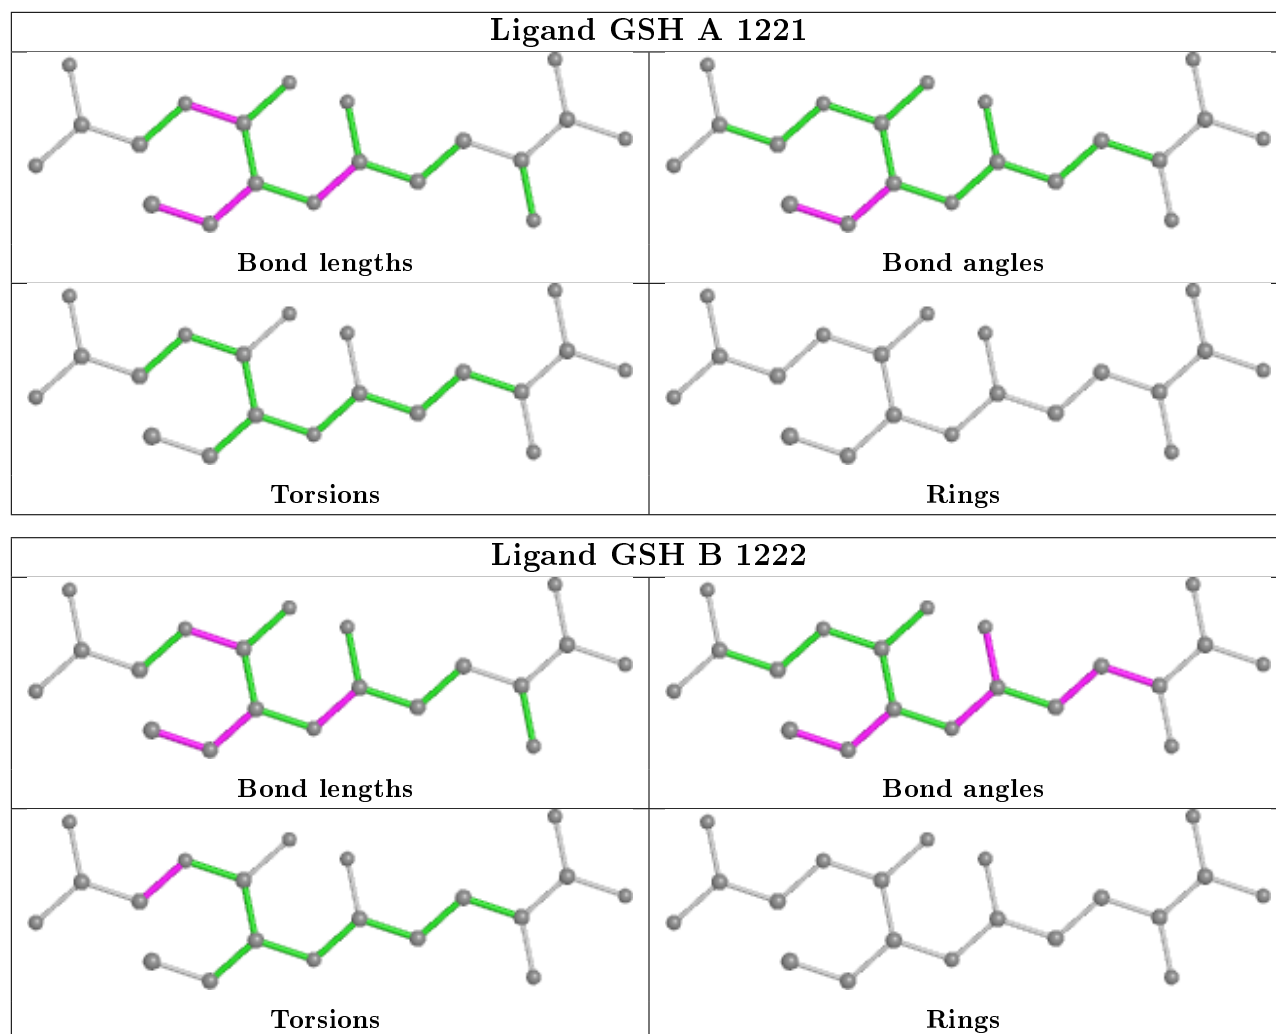 Ligand GSH A 1221
Bond lengths
Bond angles
Torsions
Rings
Ligand GSH B 1222
Bond lengths
Bond angles
Torsions
Rings